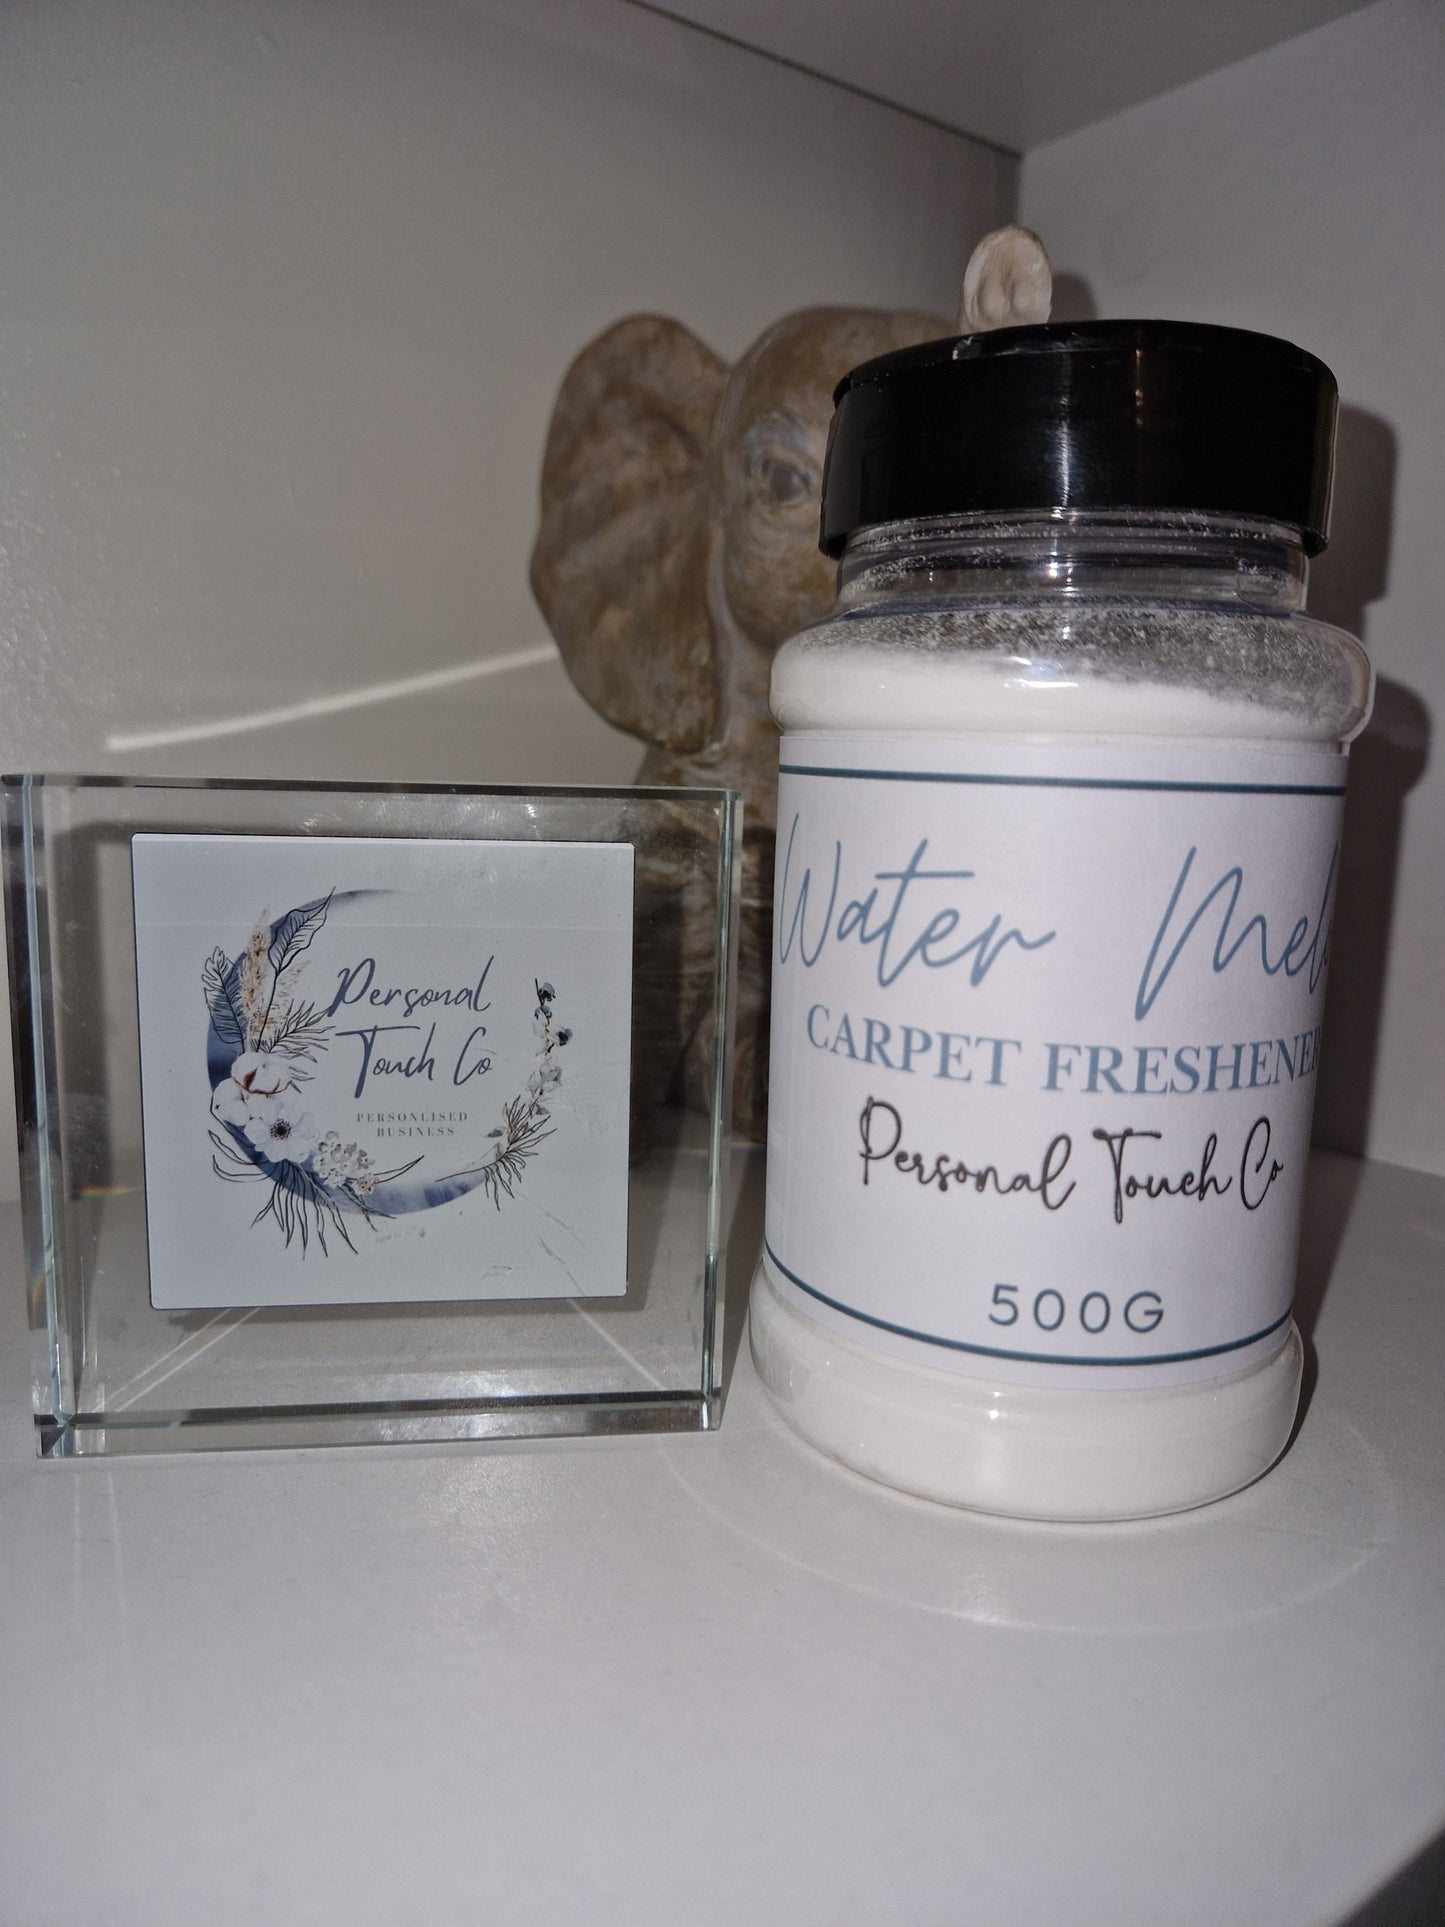 Personal
Touch Co
PERSONLISED
BUSINESS
Water Mel
CARPET FRESHENER
Personal Touch Co
500G